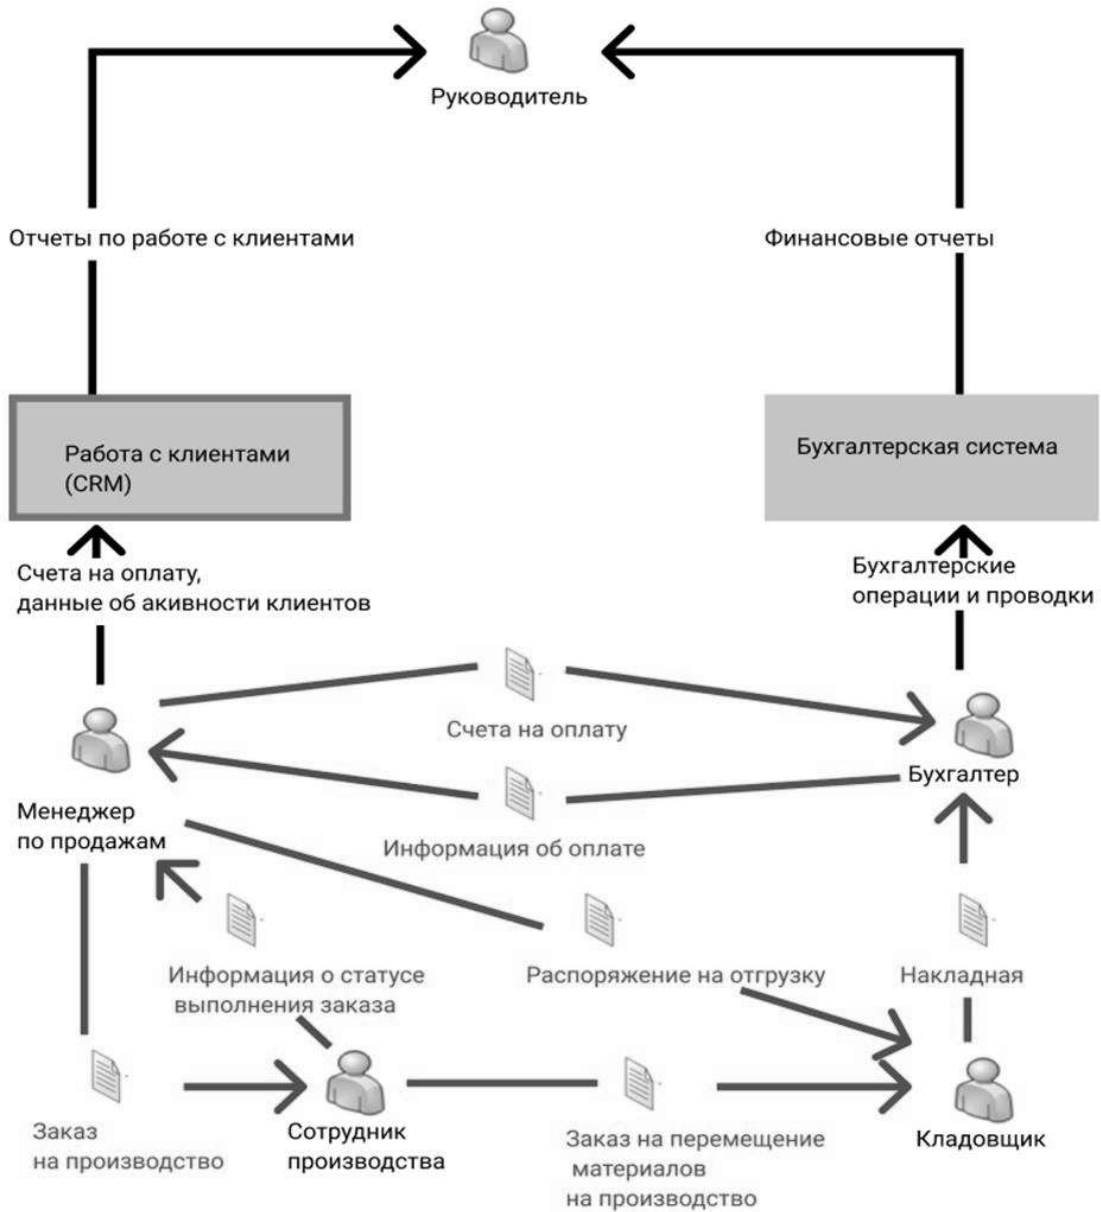 Руководитель
Отчеты по работе с клиентами
Финансовые отчеты
Работа с клиентами
(CRM)
Бухгалтерская система
Счета на оплату,
данные об акивности клиентов
Бухгалтерские
операции и проводки
Счета на оплату
Бухгалтер
Менеджер
по продажам
Информация об оплате
Информация о статусе
выполнения заказа
Распоряжение на отгрузку
Накладная
Заказ
на производство
Сотрудник
производства
Заказ на перемещение
материалов
на производство
Кладовщик